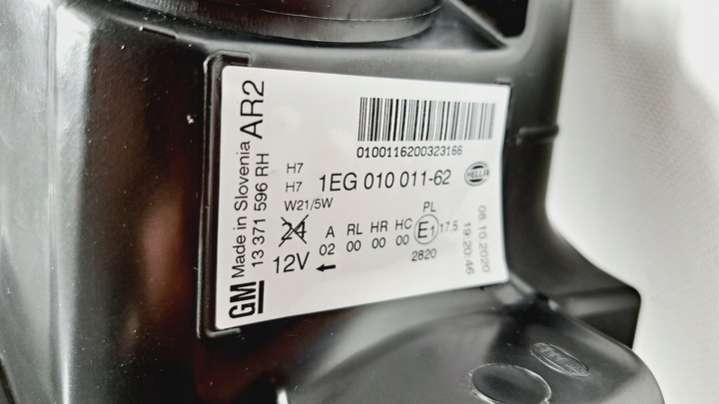 GM Made in Slovenia AR2
13 371 596 RH
0100116200323166
H7
H7 1EG 010 011-62 HELLA
W21/5W
24 A RL HR HC PL
02 00 00 00 E1 17.5
12V ← 2820
08.10.2020
19:20:46